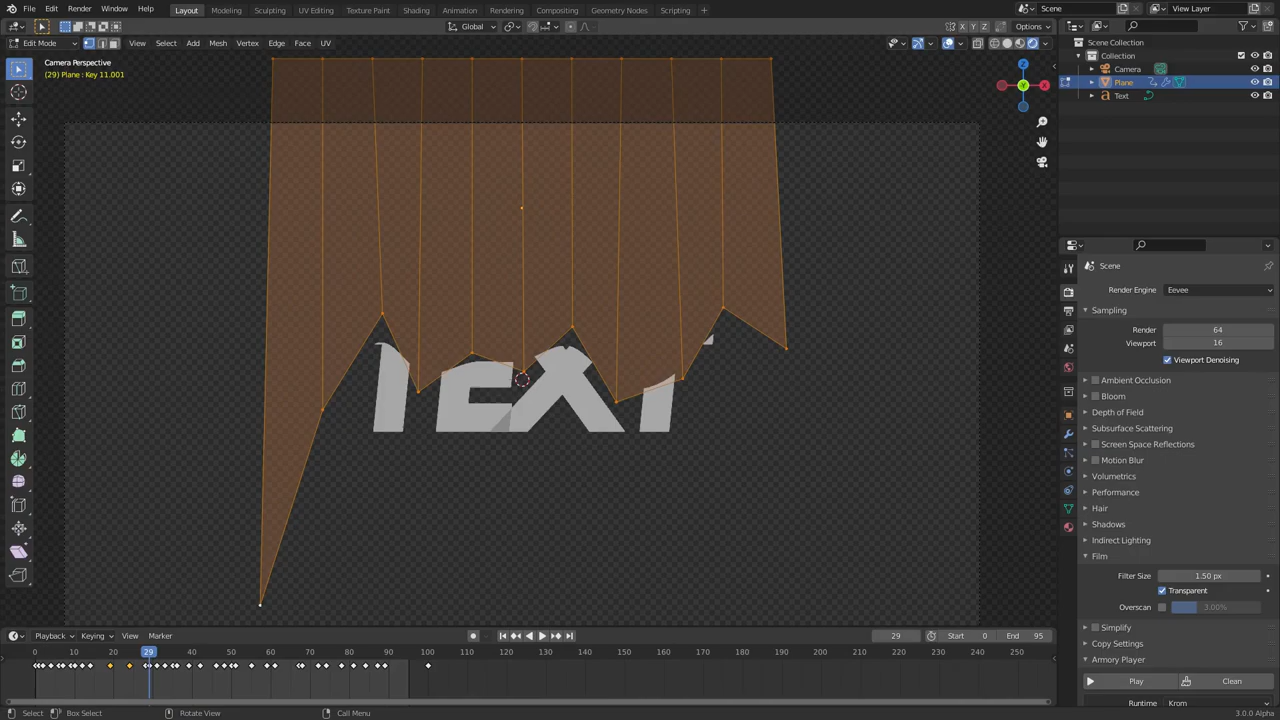 File Edit Render Window Help Layout Modeling Sculpting UV Editing Texture Paint Shading Animation Rendering Compositing Geometry Nodes Scripting + Scene View Layer
Global Options
Edit Mode View Select Add Mesh Vertex Edge Face UV
X Y Z
Camera Perspective
(29) Plane : Key 11.001
Z
Y X
TEXT
Scene Collection
Collection
Camera
Plane
Text
Scene
Render Engine Eevee
Sampling
Render 64
Viewport 16
Viewport Denoising
Ambient Occlusion
Bloom
Depth of Field
Subsurface Scattering
Screen Space Reflections
Motion Blur
Volumetrics
Performance
Hair
Shadows
Indirect Lighting
Film
Filter Size 1.50 px
Transparent
Overscan 3.00%
Simplify
Copy Settings
Armory Player
Play Clean
Runtime Krom
Playback Keying View Marker 29 Start 0 End 95
0 10 20 29 40 50 60 70 80 90 100 110 120 130 140 150 160 170 180 190 200 210 220 230 240 250
Select Box Select Rotate View Call Menu 3.0.0 Alpha